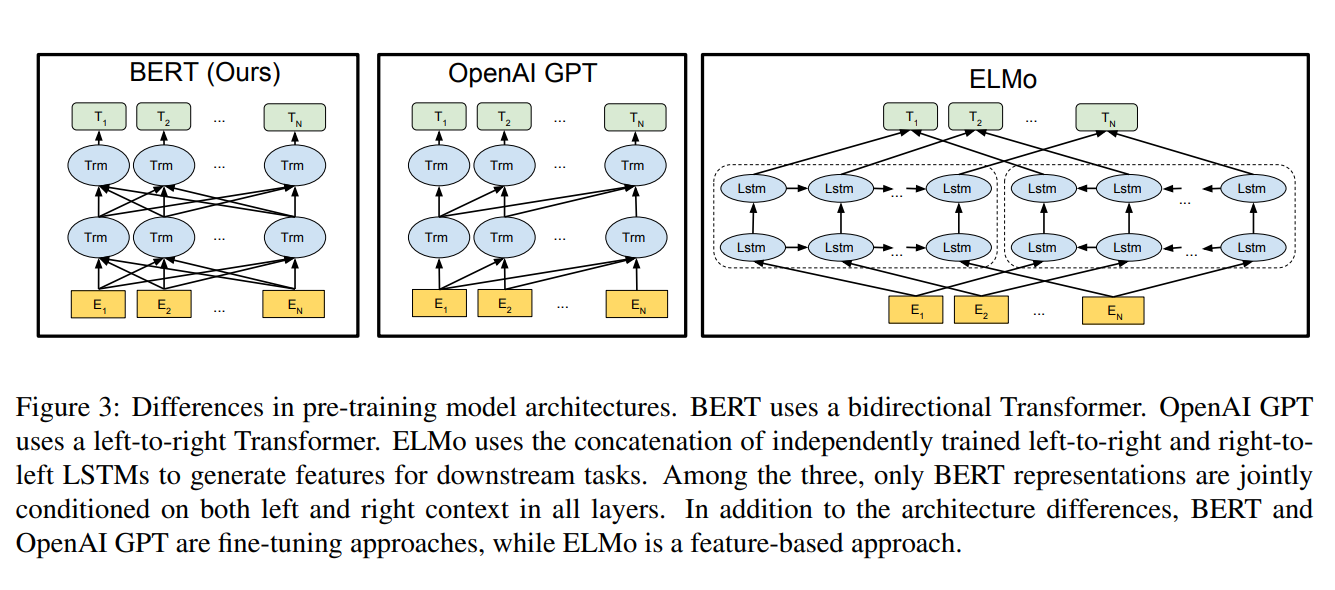 BERT (Ours)
T1 T2 ... TN
Trm Trm ... Trm
Trm Trm ... Trm
E1 E2 ... EN
OpenAI GPT
T1 T2 ... TN
Trm Trm ... Trm
Trm Trm ... Trm
E1 E2 ... EN
ELMo
T1 T2 ... TN
Lstm Lstm ... Lstm Lstm Lstm ... Lstm
Lstm Lstm ... Lstm Lstm Lstm ... Lstm
E1 E2 ... EN
Figure 3: Differences in pre-training model architectures. BERT uses a bidirectional Transformer. OpenAI GPT
uses a left-to-right Transformer. ELMo uses the concatenation of independently trained left-to-right and right-to-
left LSTMs to generate features for downstream tasks. Among the three, only BERT representations are jointly
conditioned on both left and right context in all layers. In addition to the architecture differences, BERT and
OpenAI GPT are fine-tuning approaches, while ELMo is a feature-based approach.